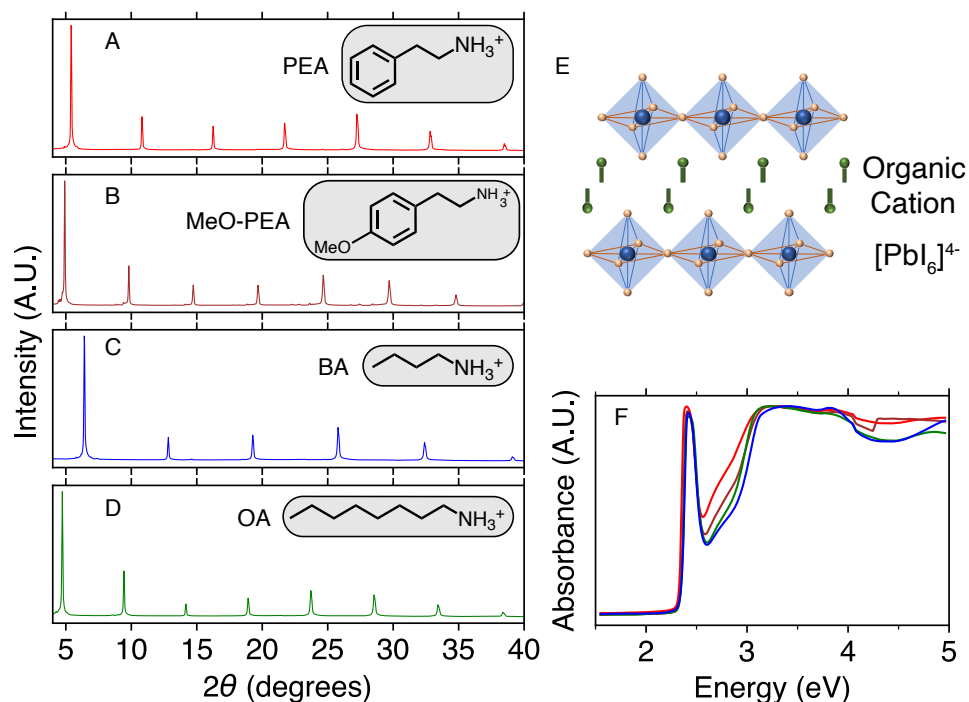 A
PEA
NH₃⁺
B
MeO-PEA
NH₃⁺
MeO
C
BA
NH₃⁺
D
OA
NH₃⁺
Intensity (A.U.)
5 10 15 20 25 30 35 40
2θ (degrees)
E
Organic
Cation
[PbI₆]⁴⁻
F
Absorbance (A.U.)
2 3 4 5
Energy (eV)